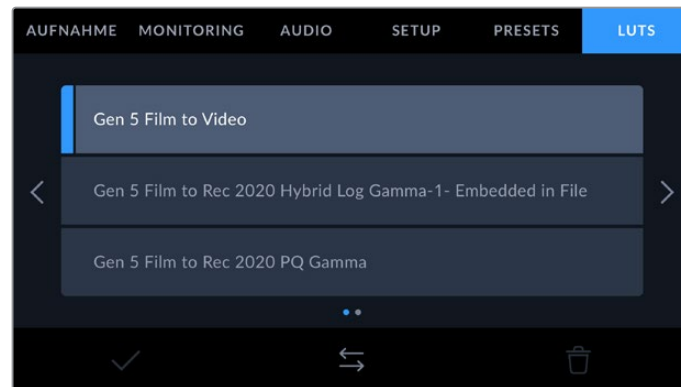 AUFNAHME MONITORING AUDIO SETUP PRESETS LUTS
Gen 5 Film to Video
Gen 5 Film to Rec 2020 Hybrid Log Gamma-1- Embedded in File
Gen 5 Film to Rec 2020 PQ Gamma